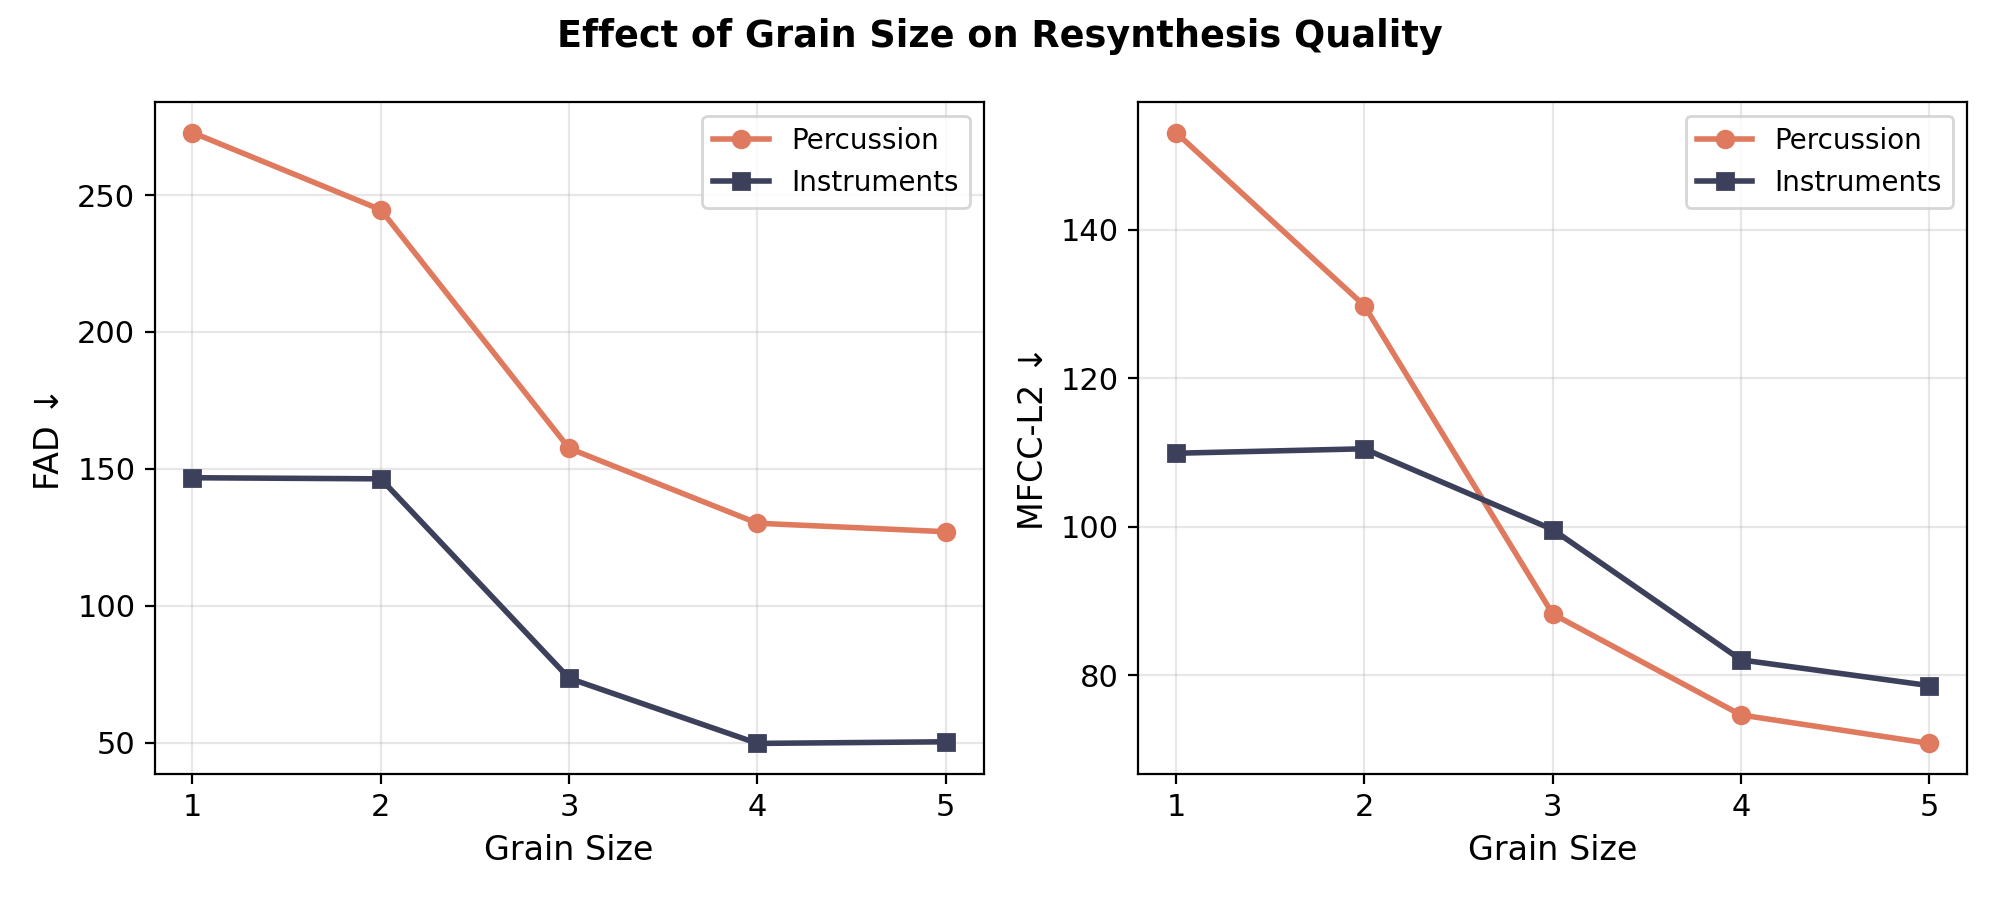 Effect of Grain Size on Resynthesis Quality
FAD ↓
250
200
150
100
50
1 2 3 4 5
Grain Size
Percussion
Instruments
MFCC-L2 ↓
140
120
100
80
1 2 3 4 5
Grain Size
Percussion
Instruments